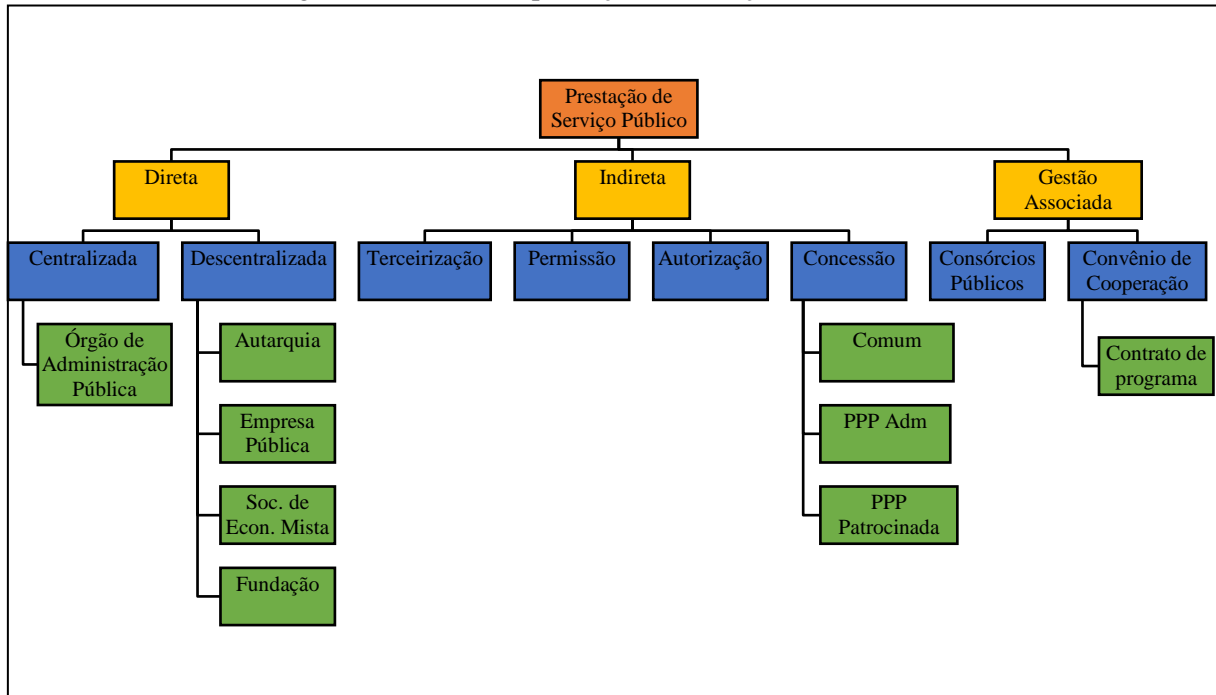 Prestação de
Serviço Público
Direta
Indireta
Gestão
Associada
Centralizada
Descentralizada
Terceirização
Permissão
Autorização
Concessão
Consórcios
Públicos
Convênio de
Cooperação
Órgão de
Administração
Pública
Autarquia
Empresa
Pública
Soc. de
Econ. Mista
Fundação
Comum
PPP Adm
PPP
Patrocinada
Contrato de
programa